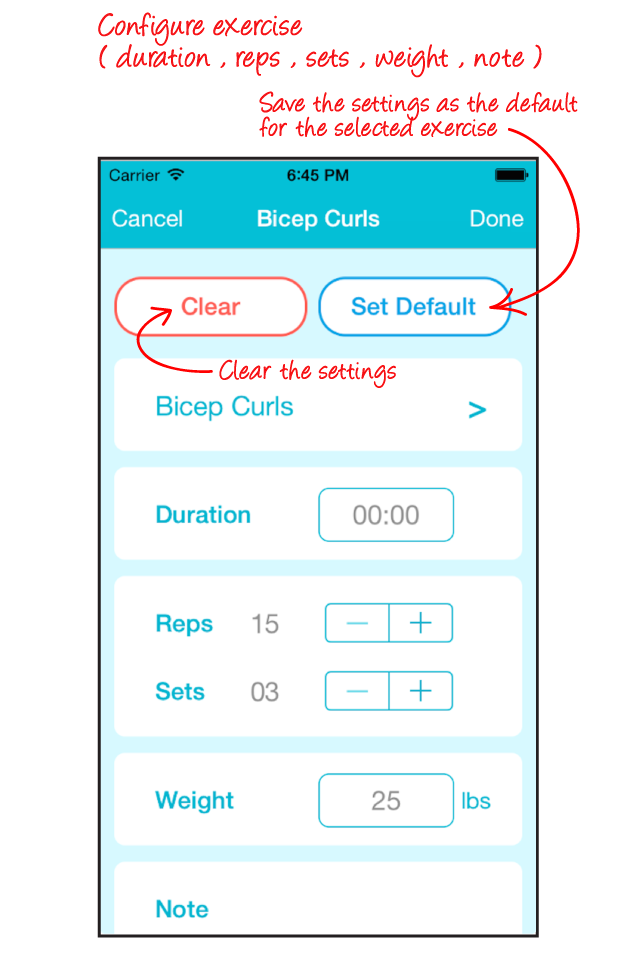 Configure exercise
( duration , reps , sets , weight , note )
Save the settings as the default
for the selected exercise
Carrier 6:45 PM
Cancel Bicep Curls Done
Clear Set Default
Clear the settings
Bicep Curls >
Duration 00:00
Reps 15 − +
Sets 03 − +
Weight 25 lbs
Note